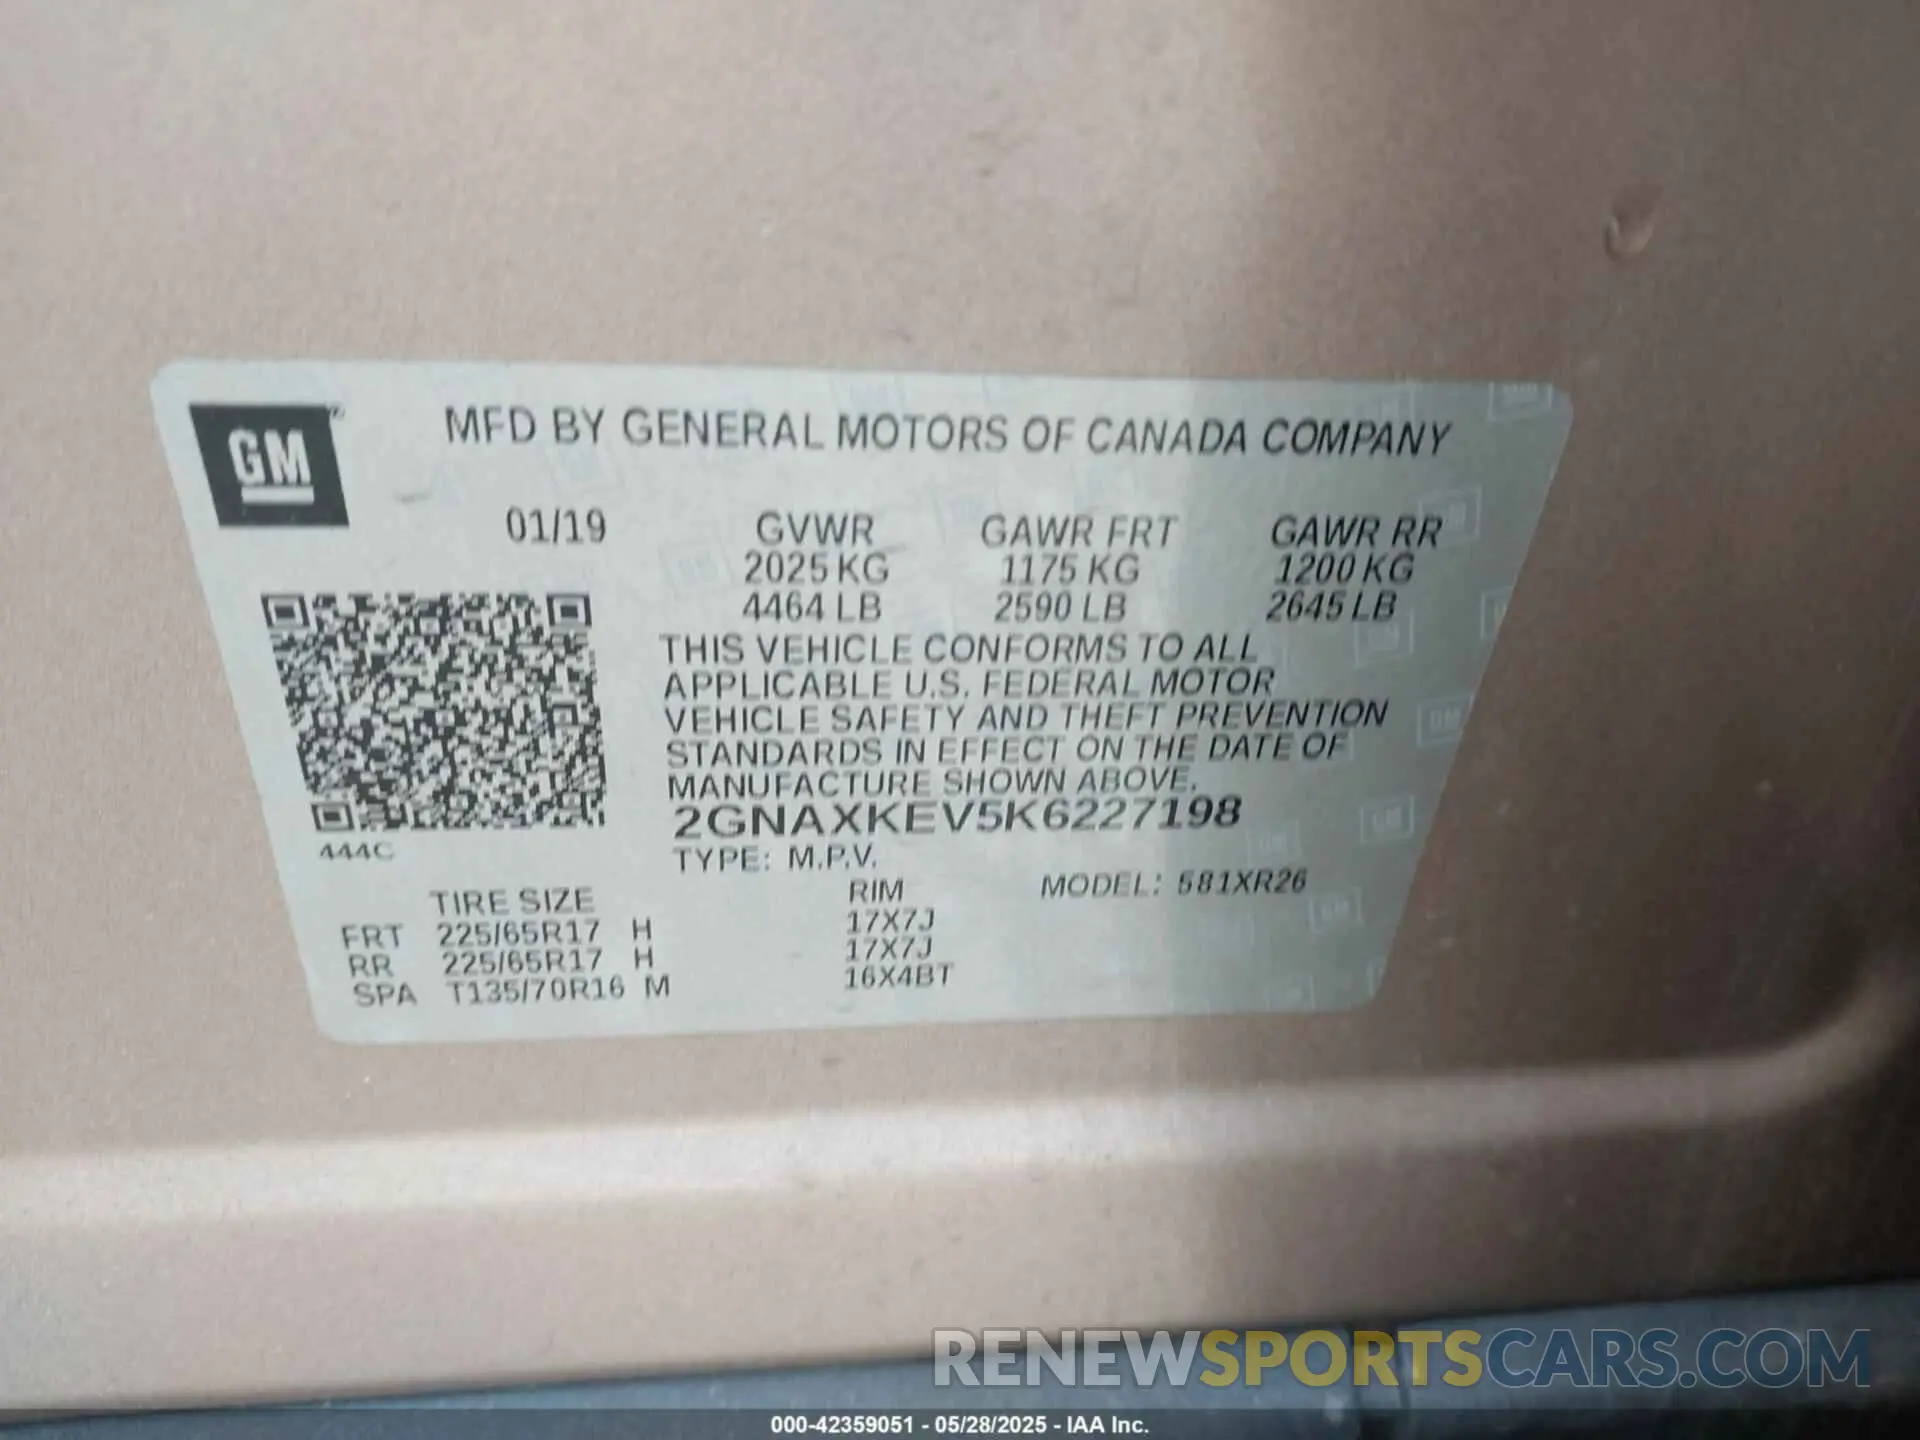 GM
MFD BY GENERAL MOTORS OF CANADA COMPANY
01/19 GVWR GAWR FRT GAWR RR
2025 KG 1175 KG 1200 KG
4464 LB 2590 LB 2645 LB
THIS VEHICLE CONFORMS TO ALL
APPLICABLE U.S. FEDERAL MOTOR
VEHICLE SAFETY AND THEFT PREVENTION
STANDARDS IN EFFECT ON THE DATE OF
MANUFACTURE SHOWN ABOVE.
2GNAXKEV5K6227198
444C
TYPE: M.P.V.
TIRE SIZE RIM MODEL: 581XR26
FRT 225/65R17 H 17X7J
RR 225/65R17 H 17X7J
SPA T135/70R16 M 16X4BT
RENEWSPORTSCARS.COM
000-42359051 - 05/28/2025 - IAA Inc.